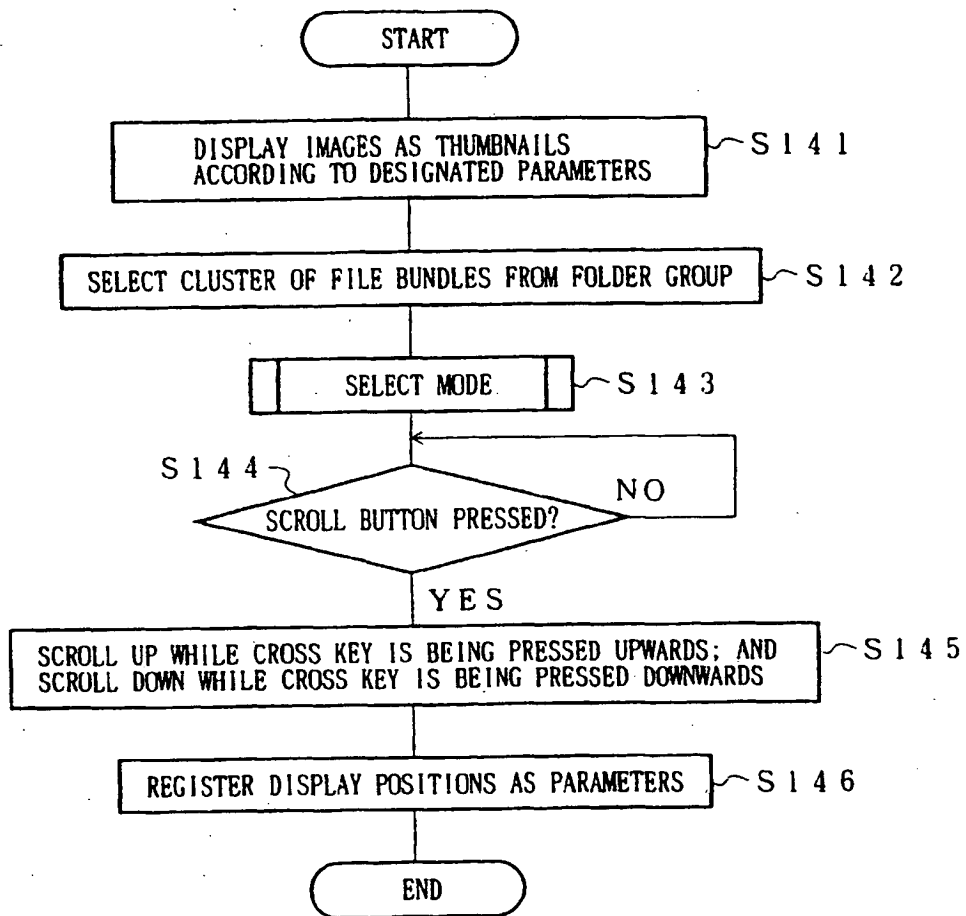 START
DISPLAY IMAGES AS THUMBNAILS
ACCORDING TO DESIGNATED PARAMETERS
S141
SELECT CLUSTER OF FILE BUNDLES FROM FOLDER GROUP
S142
SELECT MODE
S143
S144
NO
SCROLL BUTTON PRESSED?
YES
SCROLL UP WHILE CROSS KEY IS BEING PRESSED UPWARDS; AND
SCROLL DOWN WHILE CROSS KEY IS BEING PRESSED DOWNWARDS
S145
REGISTER DISPLAY POSITIONS AS PARAMETERS
S146
END